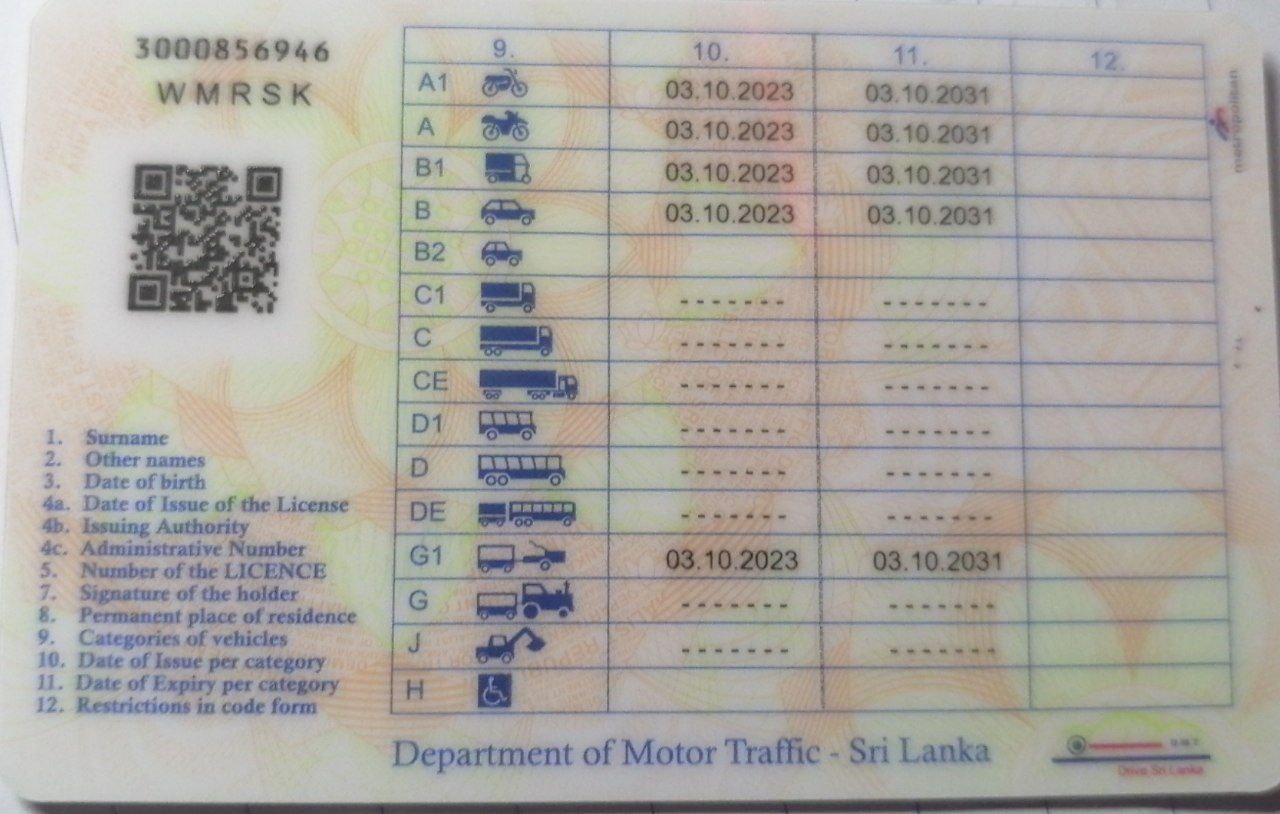 3000856946
WMRSK
9. 10. 11. 12.
A1 03.10.2023 03.10.2031
A 03.10.2023 03.10.2031
B1 03.10.2023 03.10.2031
B 03.10.2023 03.10.2031
B2
C1 - - - - - - - - - - - - - -
C - - - - - - - - - - - - - -
CE - - - - - - - - - - - - - -
D1 - - - - - - - - - - - - - -
D - - - - - - - - - - - - - -
DE - - - - - - - - - - - - - -
G1 03.10.2023 03.10.2031
G - - - - - - - - - - - - - -
J - - - - - - - - - - - - - -
H
1. Surname
2. Other names
3. Date of birth
4a. Date of Issue of the License
4b. Issuing Authority
4c. Administrative Number
5. Number of the LICENCE
7. Signature of the holder
8. Permanent place of residence
9. Categories of vehicles
10. Date of Issue per category
11. Date of Expiry per category
12. Restrictions in code form
Department of Motor Traffic - Sri Lanka
Drive Sri Lanka
metropolitan